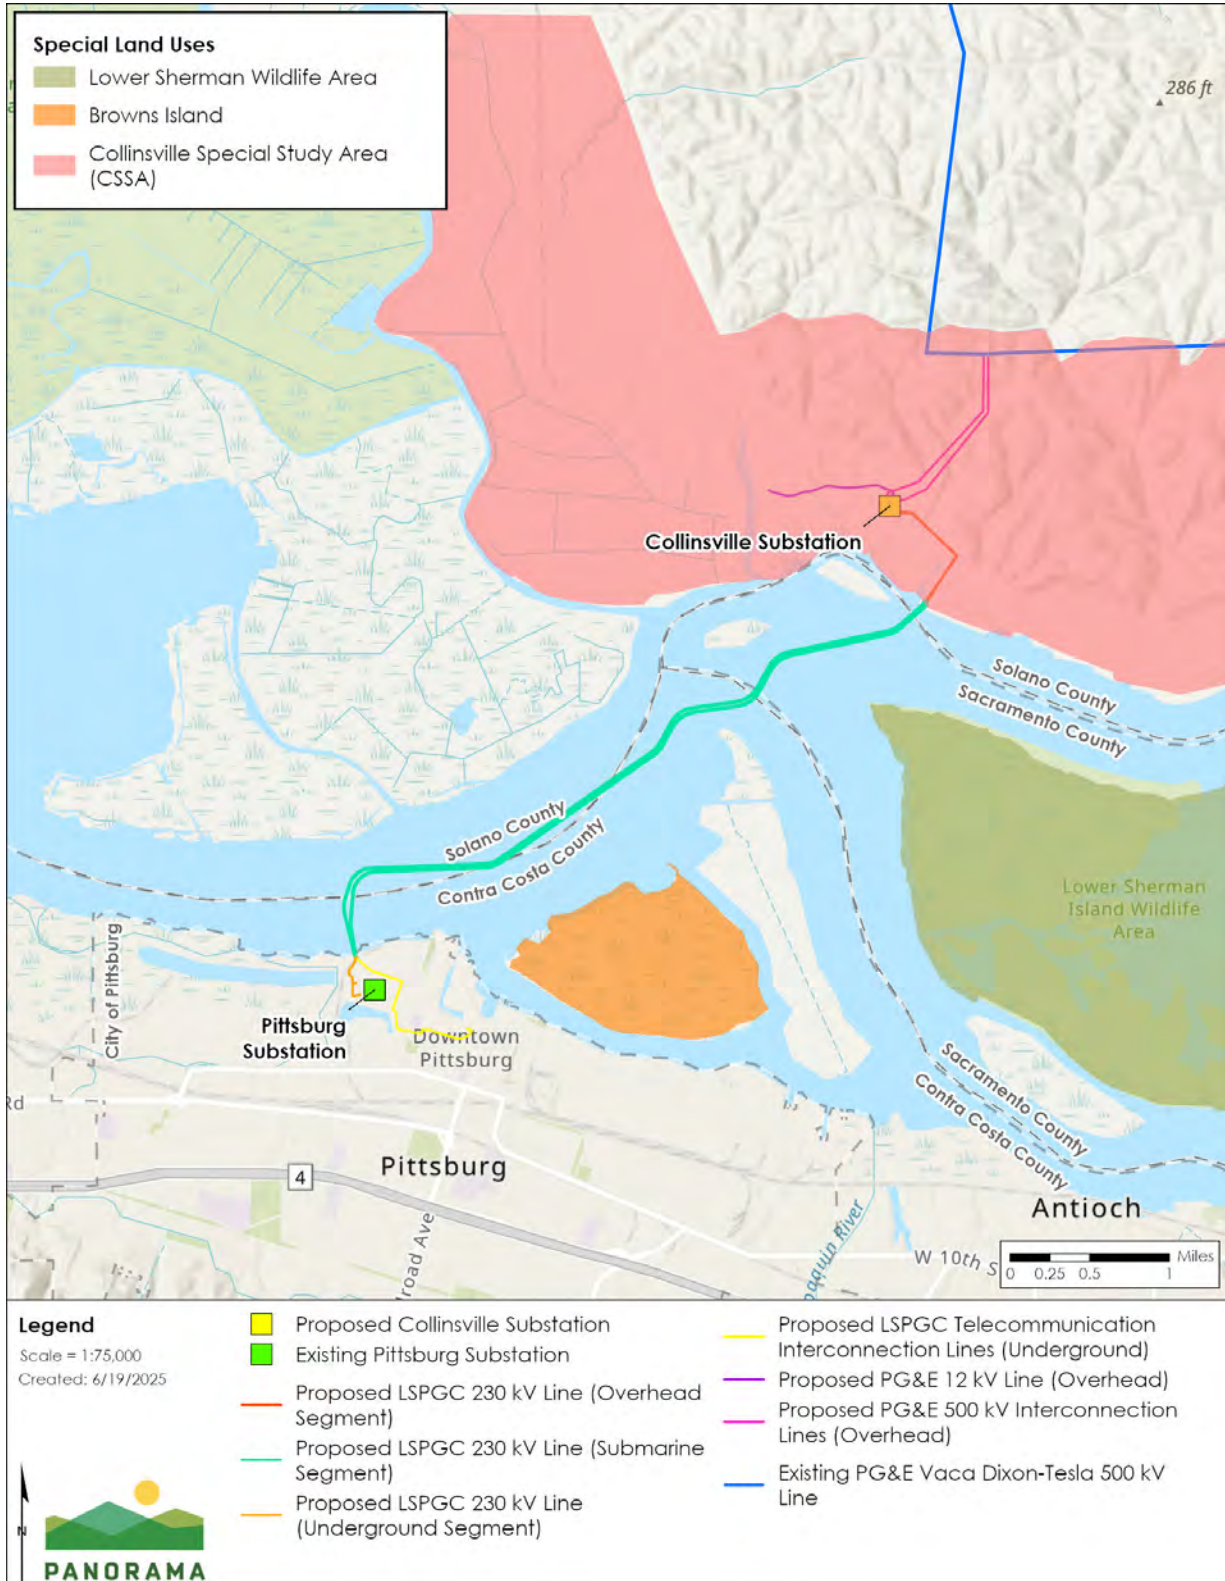 Special Land Uses
Lower Sherman Wildlife Area
Browns Island
Collinsville Special Study Area
(CSSA)
286 ft
Collinsville Substation
Solano County
Sacramento County
Solano County
Contra Costa County
Lower Sherman
Island Wildlife
Area
City of Pittsburg
Pittsburg
Substation
Downtown
Pittsburg
Sacramento County
Contra Costa County
Rd
Pittsburg
4
Antioch
W 10th S
River
Ave
Miles
0 0.25 0.5 1
Legend
Scale = 1:75,000
Created: 6/19/2025
N
PANORAMA
Proposed Collinsville Substation
Existing Pittsburg Substation
Proposed LSPGC 230 kV Line (Overhead
Segment)
Proposed LSPGC 230 kV Line (Submarine
Segment)
Proposed LSPGC 230 kV Line
(Underground Segment)
Proposed LSPGC Telecommunication
Interconnection Lines (Underground)
Proposed PG&E 12 kV Line (Overhead)
Proposed PG&E 500 kV Interconnection
Lines (Overhead)
Existing PG&E Vaca Dixon-Tesla 500 kV
Line